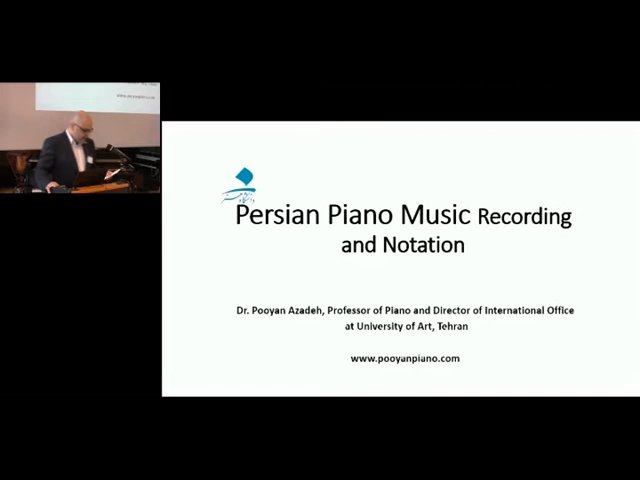 Persian Piano Music Recording
and Notation
Dr. Pooyan Azadeh, Professor of Piano and Director of International Office
at University of Art, Tehran
www.pooyanpiano.com